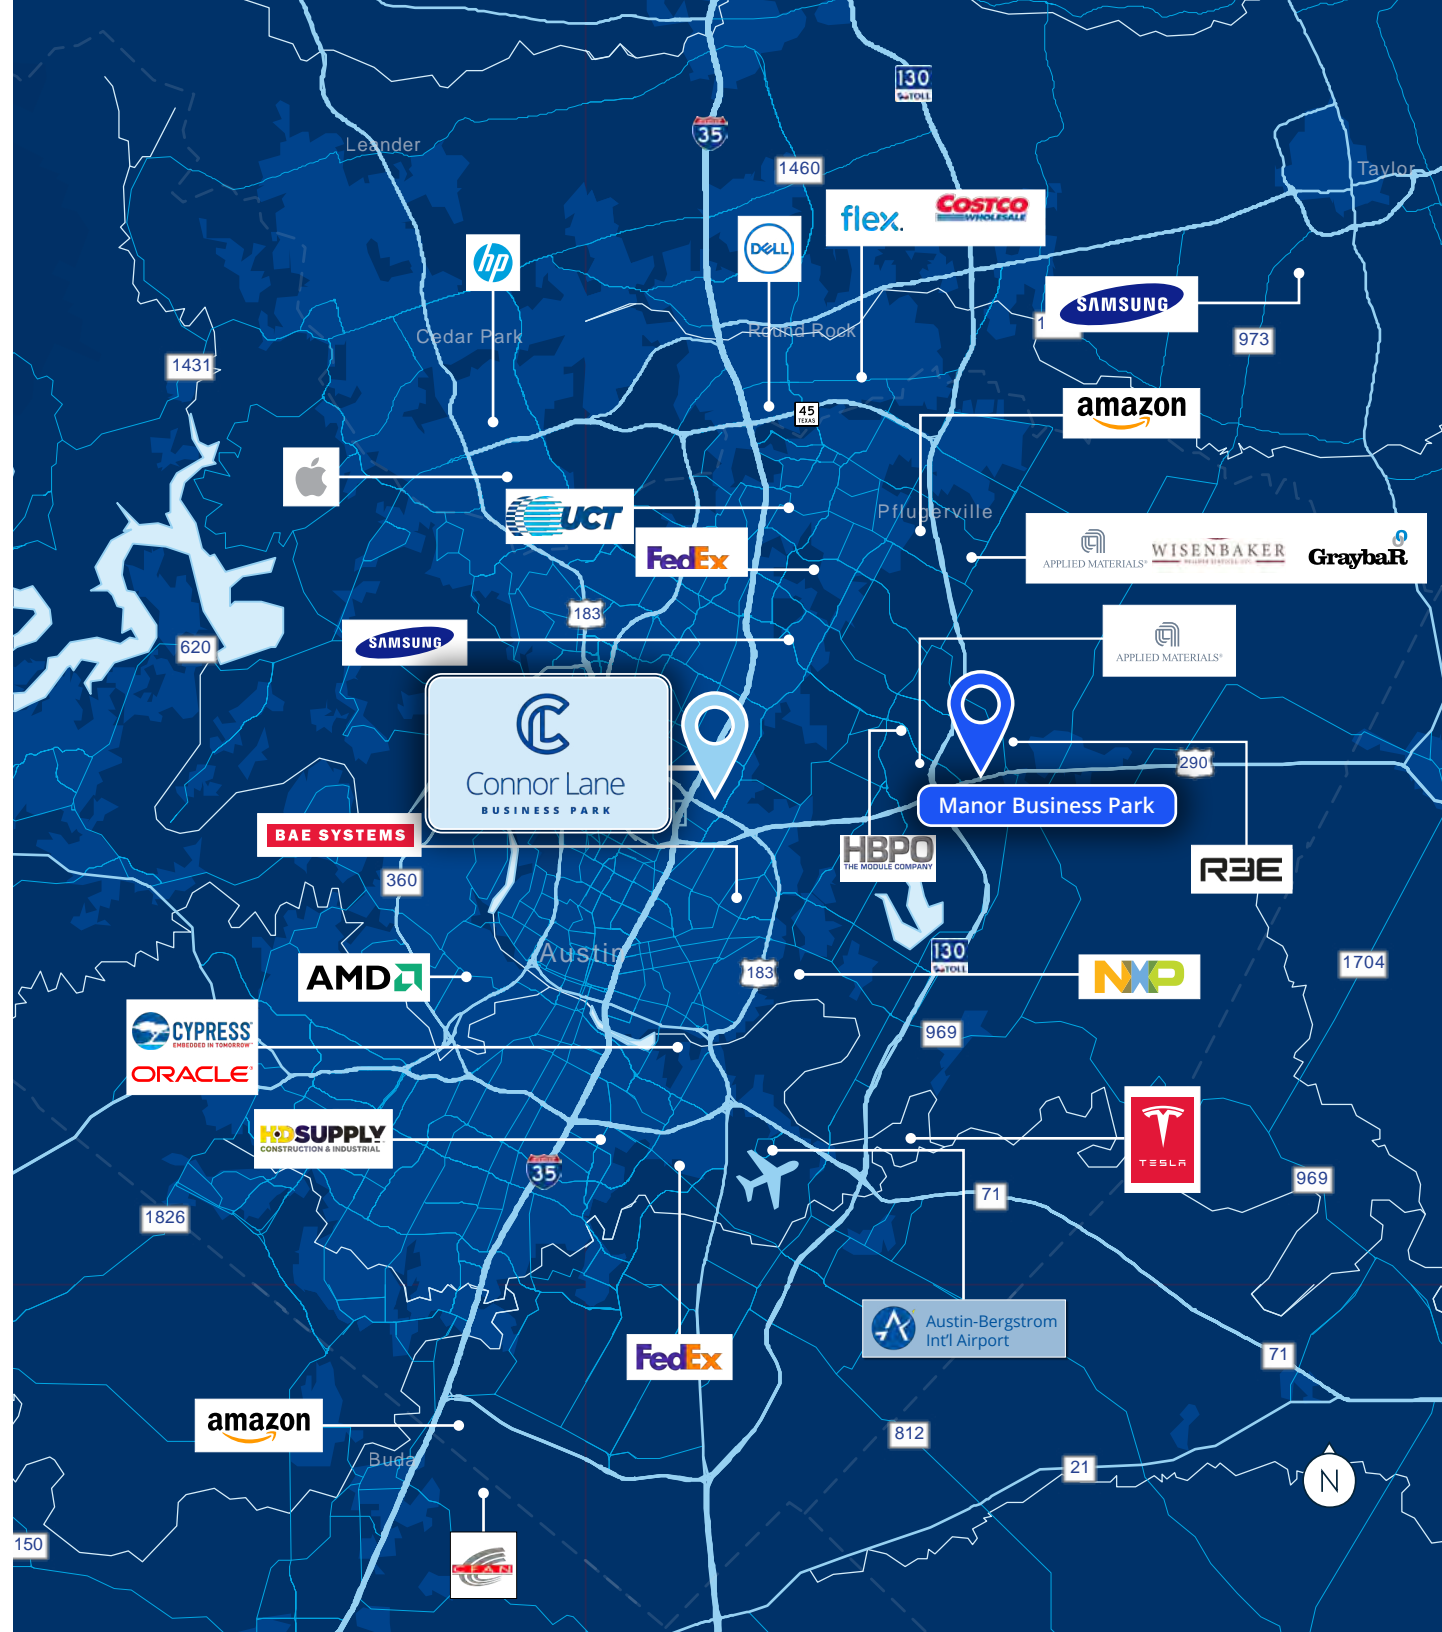 130
TOLL
35
Leander
1460
Taylor
flex.
COSTCO
WHOLESALE
DELL
hp
SAMSUNG
Cedar Park
Round Rock
1
973
1431
amazon
45
TEXAS
UCT
Pflugerville
FedEx
APPLIED MATERIALS®
WISENBAKER
GraybaR
183
SAMSUNG
620
APPLIED MATERIALS®
CL
Connor Lane
BUSINESS PARK
290
Manor Business Park
BAE SYSTEMS
HBPO
THE MODULE COMPANY
R3E
360
Austin
130
TOLL
1704
AMD
183
NXP
CYPRESS
EMBEDDED IN TOMORROW™
ORACLE®
969
HDSUPPLY
CONSTRUCTION & INDUSTRIAL
TESLA
35
969
71
1826
Austin-Bergstrom
Int'l Airport
FedEx
71
amazon
812
Buda
21
N
150
CFAN